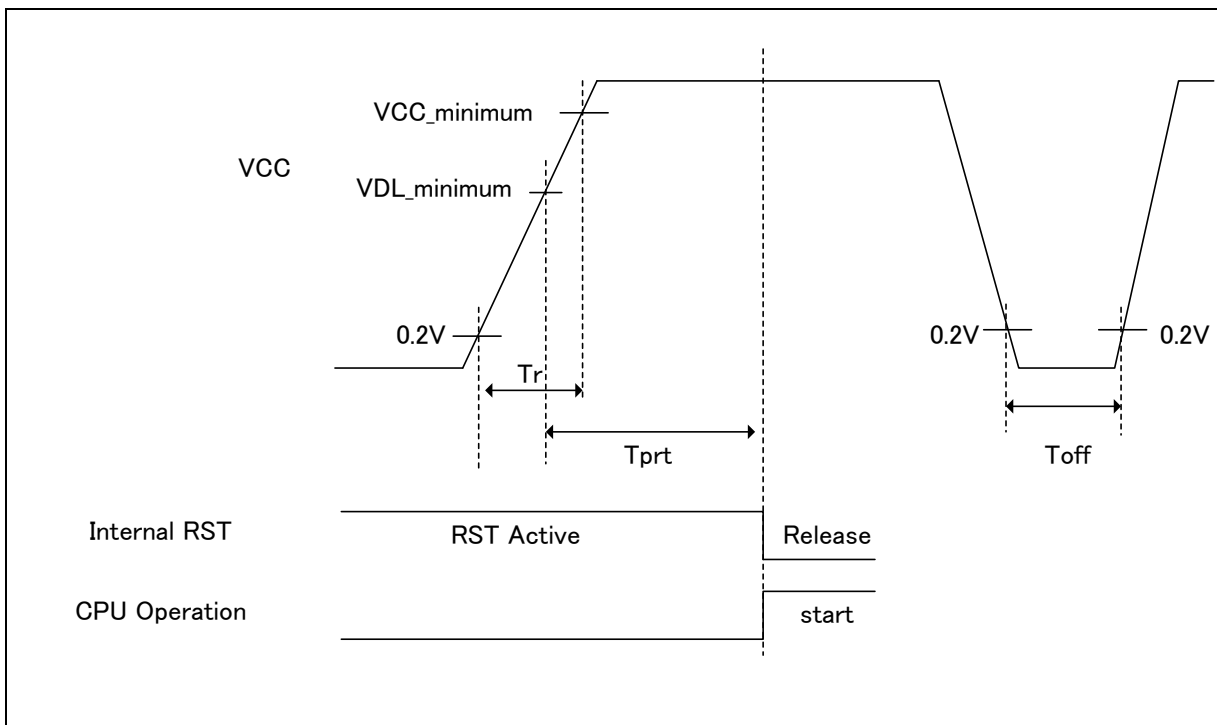 VCC_minimum
VCC
VDL_minimum
0.2V
0.2V
0.2V
Tr
Tprt
Toff
Internal RST
RST Active
Release
CPU Operation
start